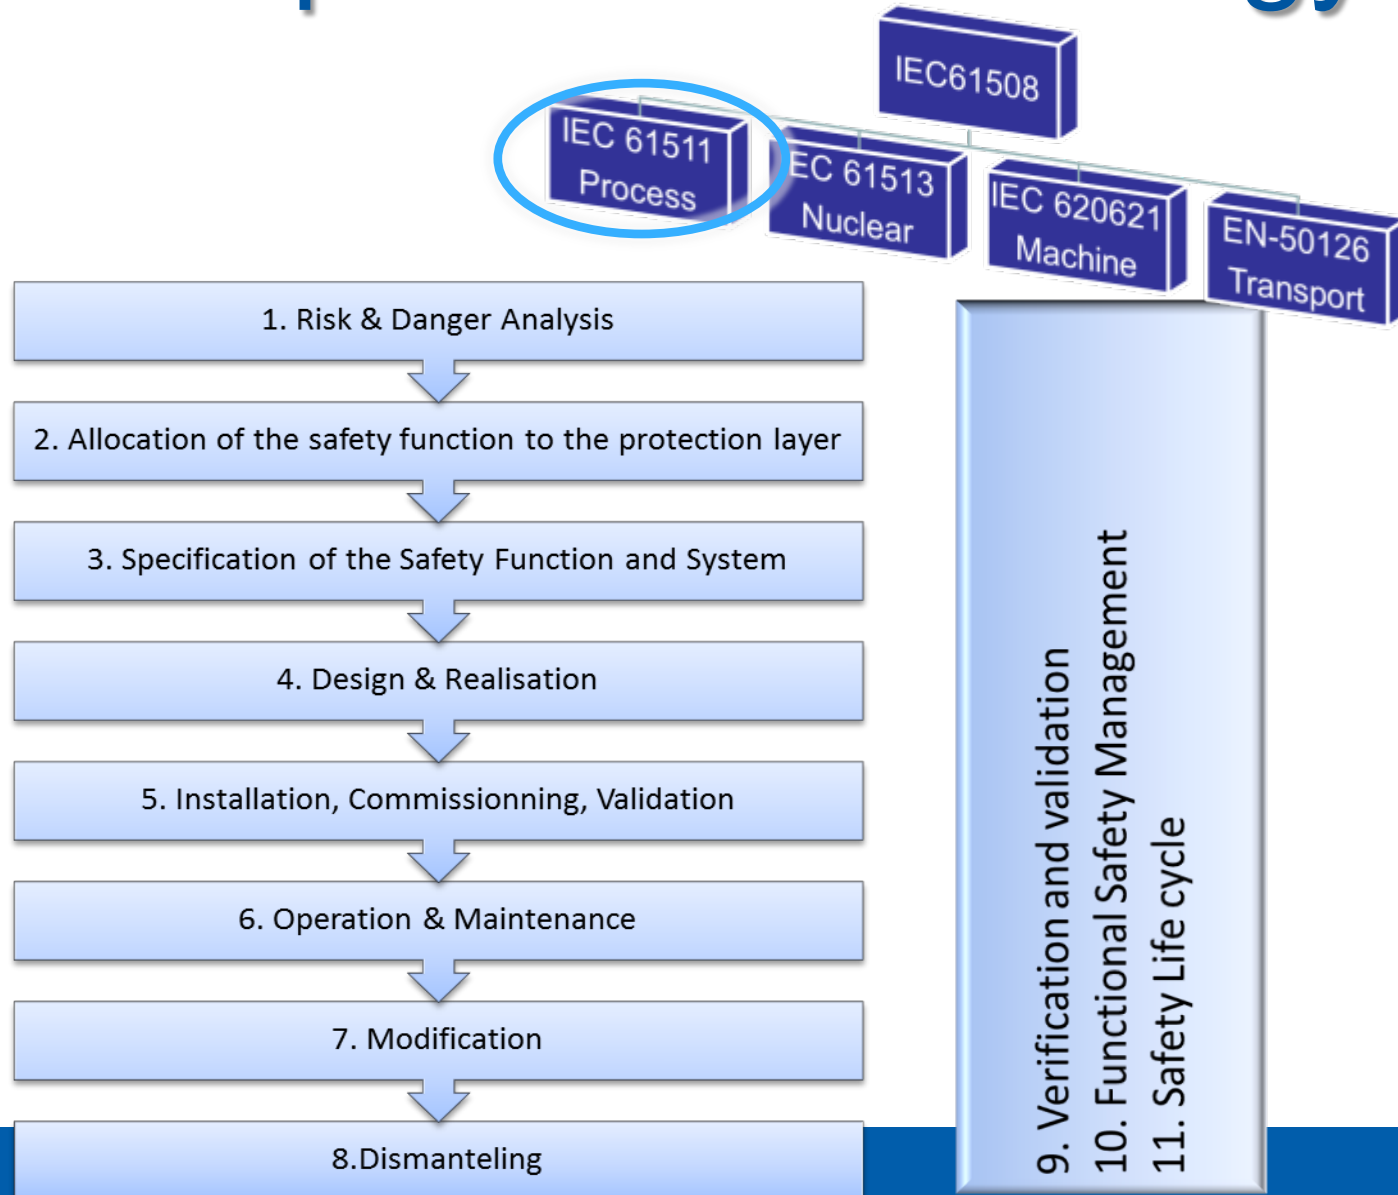 IEC61508
IEC 61511
Process
EC 61513
Nuclear
IEC 620621
Machine
EN-50126
Transport
1. Risk & Danger Analysis
2. Allocation of the safety function to the protection layer
3. Specification of the Safety Function and System
4. Design & Realisation
5. Installation, Commissionning, Validation
6. Operation & Maintenance
7. Modification
8.Dismanteling
9. Verification and validation
10. Functional Safety Management
11. Safety Life cycle